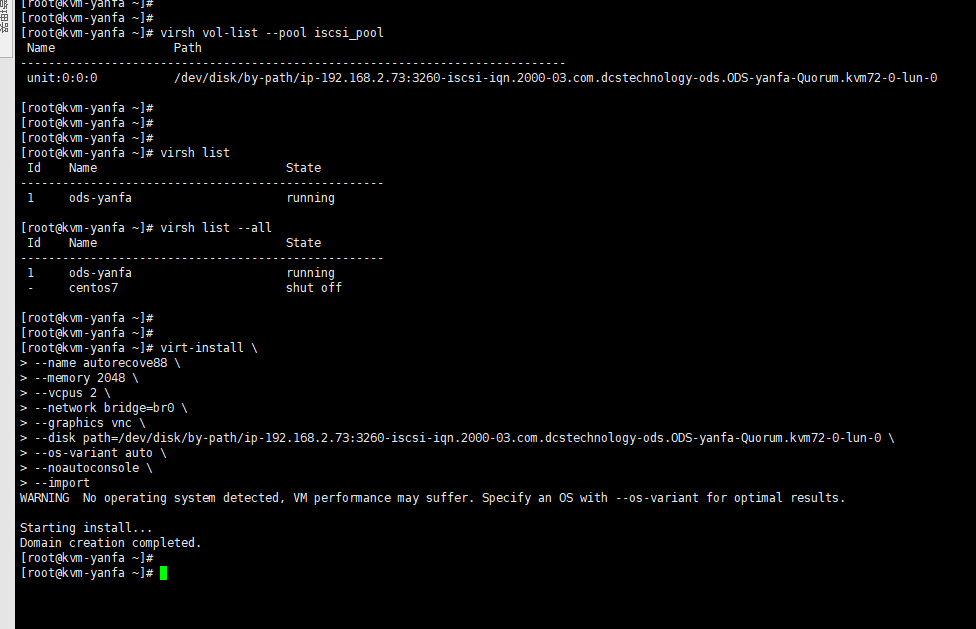 [root@kvm-yanfa ~]#
[root@kvm-yanfa ~]#
[root@kvm-yanfa ~]# virsh vol-list --pool iscsi_pool
Name Path
------------------------------------------------------------------------------
unit:0:0:0 /dev/disk/by-path/ip-192.168.2.73:3260-iscsi-iqn.2000-03.com.dcstechnology-ods.ODS-yanfa-Quorum.kvm72-0-lun-0
[root@kvm-yanfa ~]#
[root@kvm-yanfa ~]#
[root@kvm-yanfa ~]#
[root@kvm-yanfa ~]# virsh list
Id Name State
----------------------------------------------------
1 ods-yanfa running
[root@kvm-yanfa ~]# virsh list --all
Id Name State
----------------------------------------------------
1 ods-yanfa running
- centos7 shut off
[root@kvm-yanfa ~]#
[root@kvm-yanfa ~]#
[root@kvm-yanfa ~]# virt-install \
> --name autorecove88 \
> --memory 2048 \
> --vcpus 2 \
> --network bridge=br0 \
> --graphics vnc \
> --disk path=/dev/disk/by-path/ip-192.168.2.73:3260-iscsi-iqn.2000-03.com.dcstechnology-ods.ODS-yanfa-Quorum.kvm72-0-lun-0 \
> --os-variant auto \
> --noautoconsole \
> --import
WARNING  No operating system detected, VM performance may suffer. Specify an OS with --os-variant for optimal results.
Starting install...
Domain creation completed.
[root@kvm-yanfa ~]#
[root@kvm-yanfa ~]#